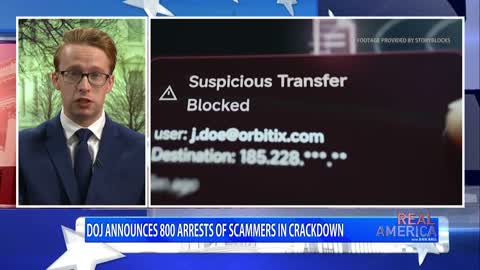 FOOTAGE PROVIDED BY STORYBLOCKS
Suspicious Transfer
Blocked
user: j.doe@orbitix.com
Destination: 185.228.***.**
ago
DOJ ANNOUNCES 800 ARRESTS OF SCAMMERS IN CRACKDOWN
REAL
AMERICA